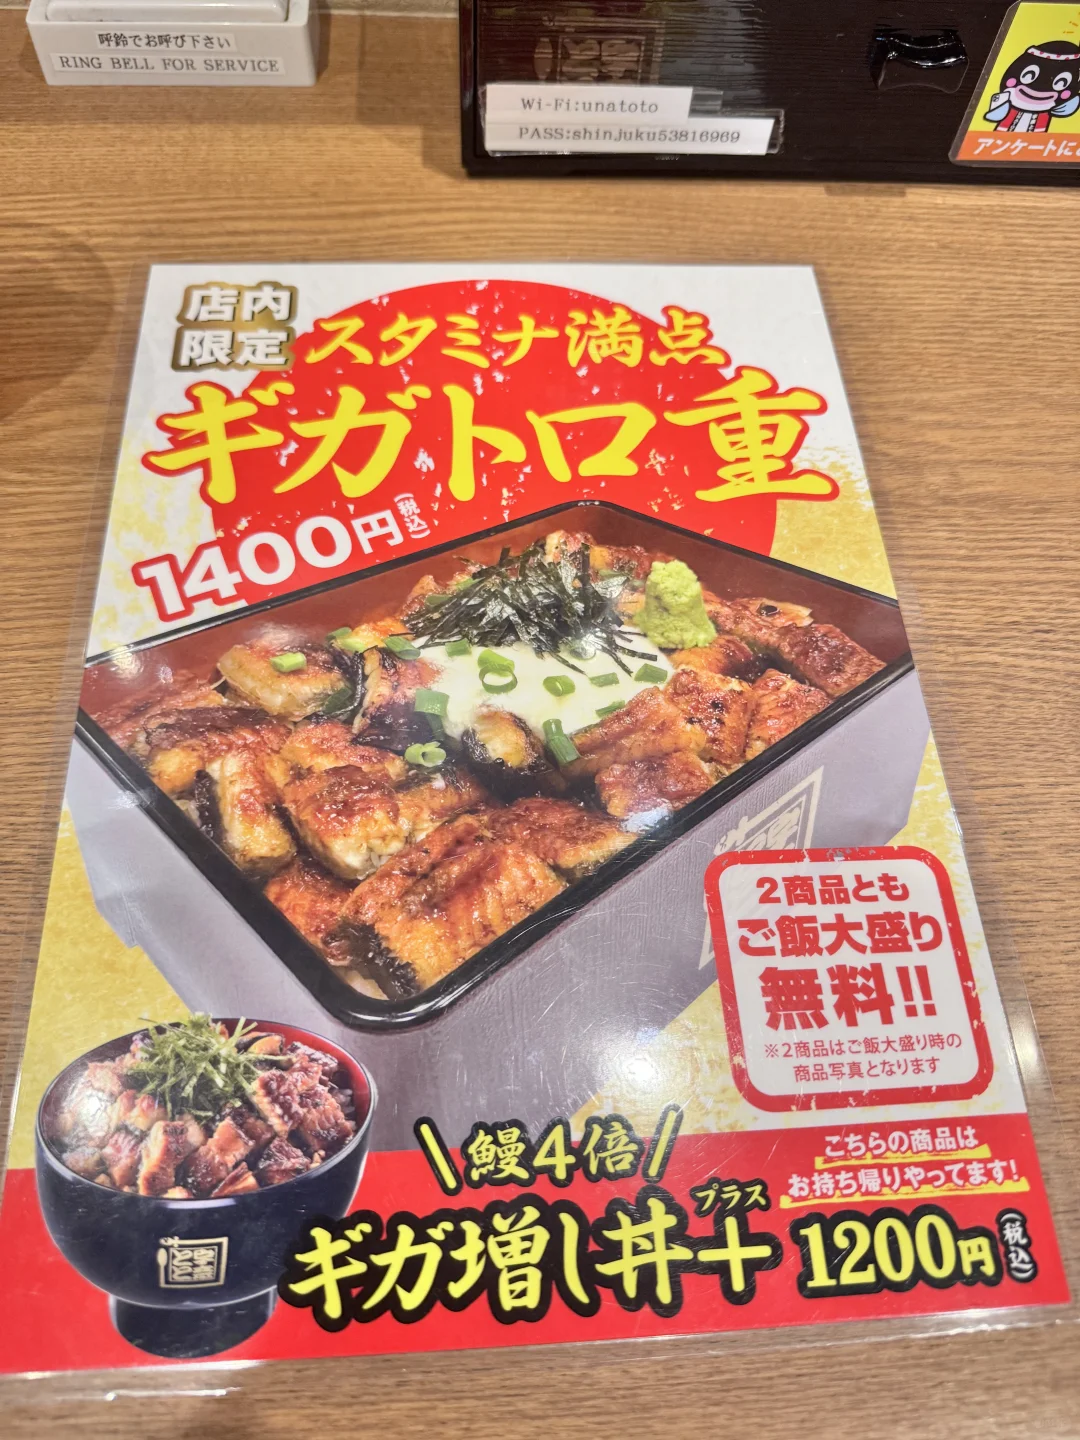 呼鈴でお呼び下さい
RING BELL FOR SERVICE
Wi-Fi:unatoto
PASS:shinjuku53816969
アンケートに
店内
限定
スタミナ満点
ギガトロ重
1400円(税込)
2商品とも
ご飯大盛り
無料!!
※2商品はご飯大盛り時の
商品写真となります
\鰻4倍/
こちらの商品は
お持ち帰りやってます!
プラス
ギガ増し丼+ 1200円(税込)